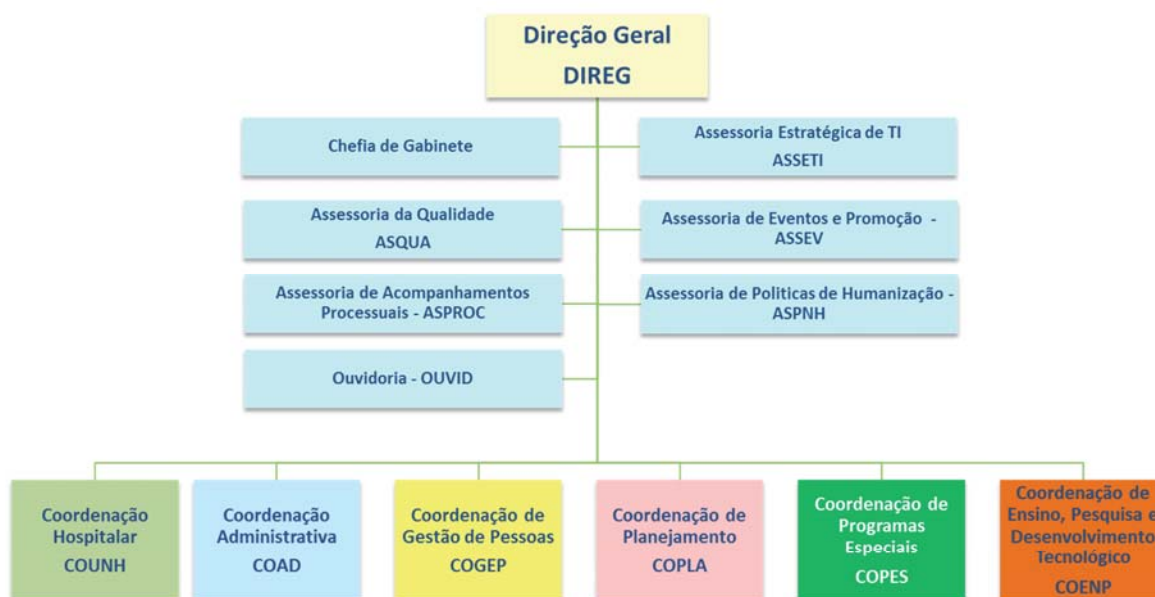 Direção Geral
DIREG
Chefia de Gabinete
Assessoria Estratégica de TI
ASSETI
Assessoria da Qualidade
ASQUA
Assessoria de Eventos e Promoção -
ASSEV
Assessoria de Acompanhamentos
Processuais - ASPROC
Assessoria de Politicas de Humanização -
ASPNH
Ouvidoria - OUVID
Coordenação
Hospitalar
COUNH
Coordenação
Administrativa
COAD
Coordenação de
Gestão de Pessoas
COGEP
Coordenação de
Planejamento
COPLA
Coordenação de
Programas
Especiais
COPES
Coordenação de
Ensino, Pesquisa e
Desenvolvimento
Tecnológico
COENP